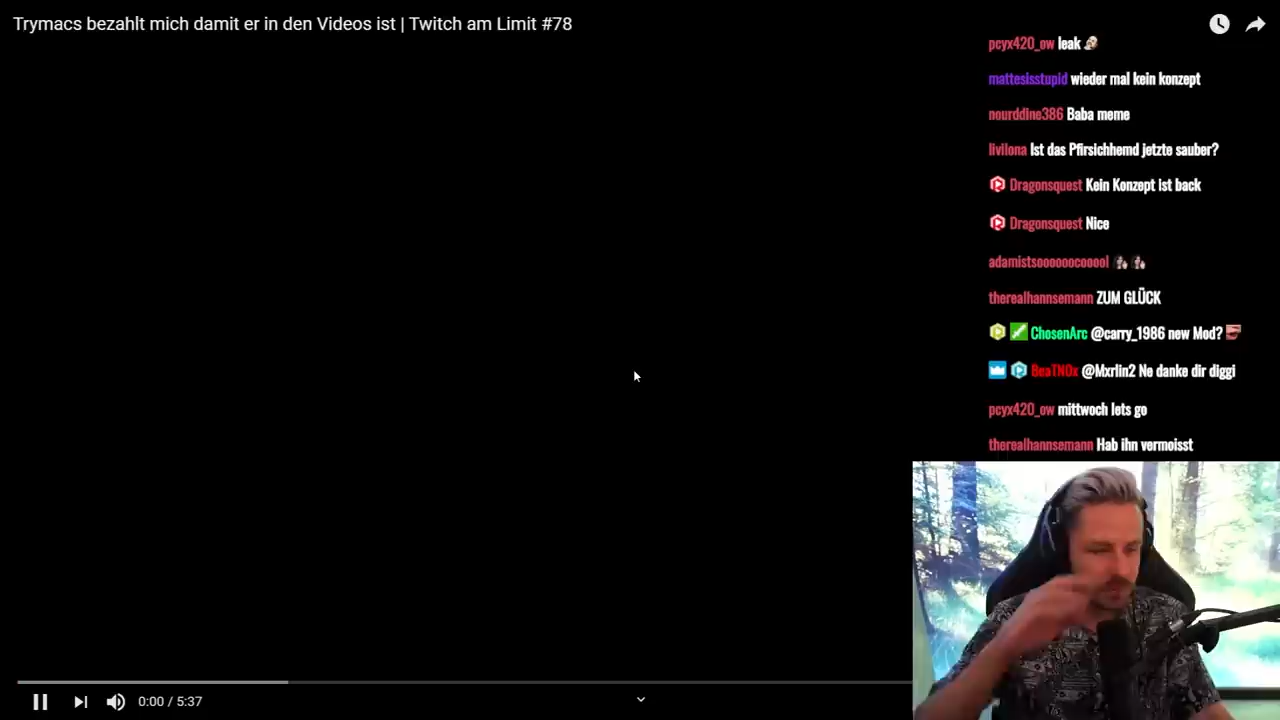 Trymacs bezahlt mich damit er in den Videos ist | Twitch am Limit #78
pcyx420_ow leak
mattesisstupid wieder mal kein konzept
nourddine386 Baba meme
livilona Ist das Pfirsichhemd jetzte sauber?
Dragonsquest Kein Konzept ist back
Dragonsquest Nice
adamistsoooooocooool
therealhannsemann ZUM GLÜCK
ChosenArc @carry_1986 new Mod?
BeaTN0x @Mxrlin2 Ne danke dir diggi
pcyx420_ow mittwoch lets go
therealhannsemann Hab ihn vermoisst
0:00 / 5:37